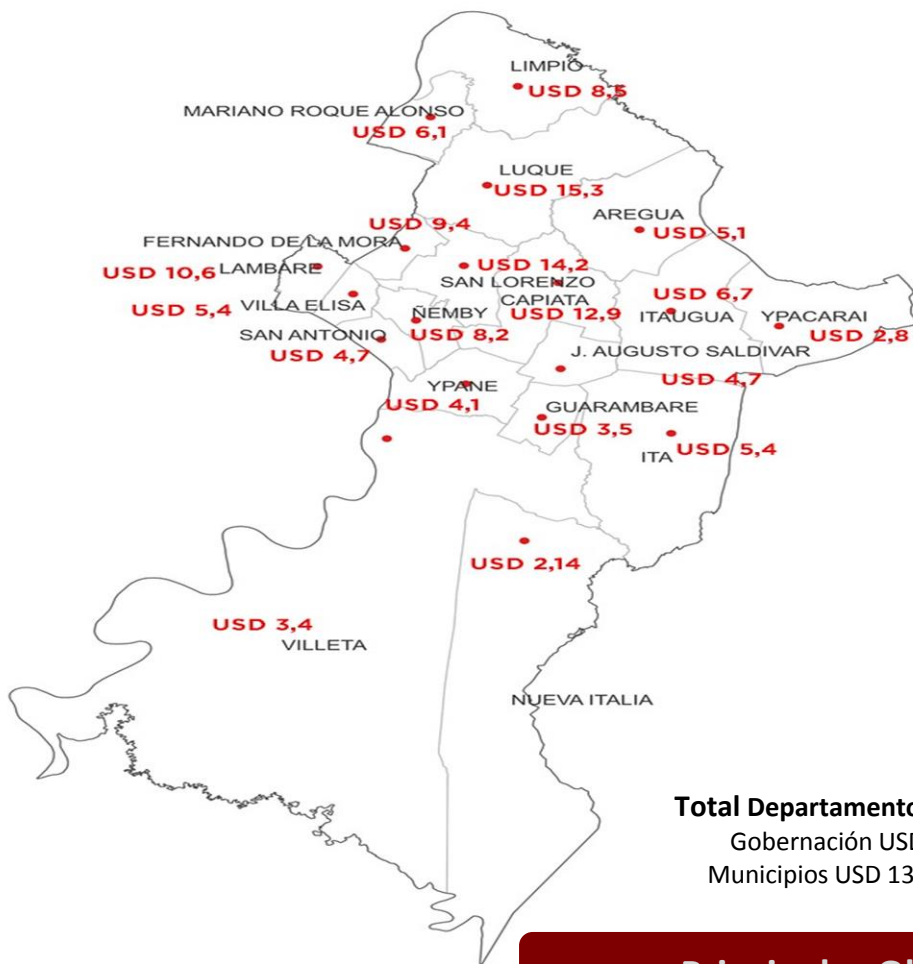 LIMPIO
USD 8,5
MARIANO ROQUE ALONSO
USD 6,1
LUQUE
USD 15,3
AREGUA
USD 5,1
USD 9,4
FERNANDO DE LA MORA
USD 10,6 LAMBARE
USD 14,2
SAN LORENZO
CAPIATA
USD 12,9
USD 6,7
ITAUGUA
YPACARAI
USD 2,8
USD 5,4 VILLA ELISA
ÑEMBY
USD 8,2
SAN ANTONIO
USD 4,7
J. AUGUSTO SALDIVAR
USD 4,7
YPANE
USD 4,1
GUARAMBARE
USD 3,5
USD 5,4
ITA
USD 2,14
USD 3,4
VILLETA
NUEVA ITALIA
Total Departamento
Gobernación USD
Municipios USD 13